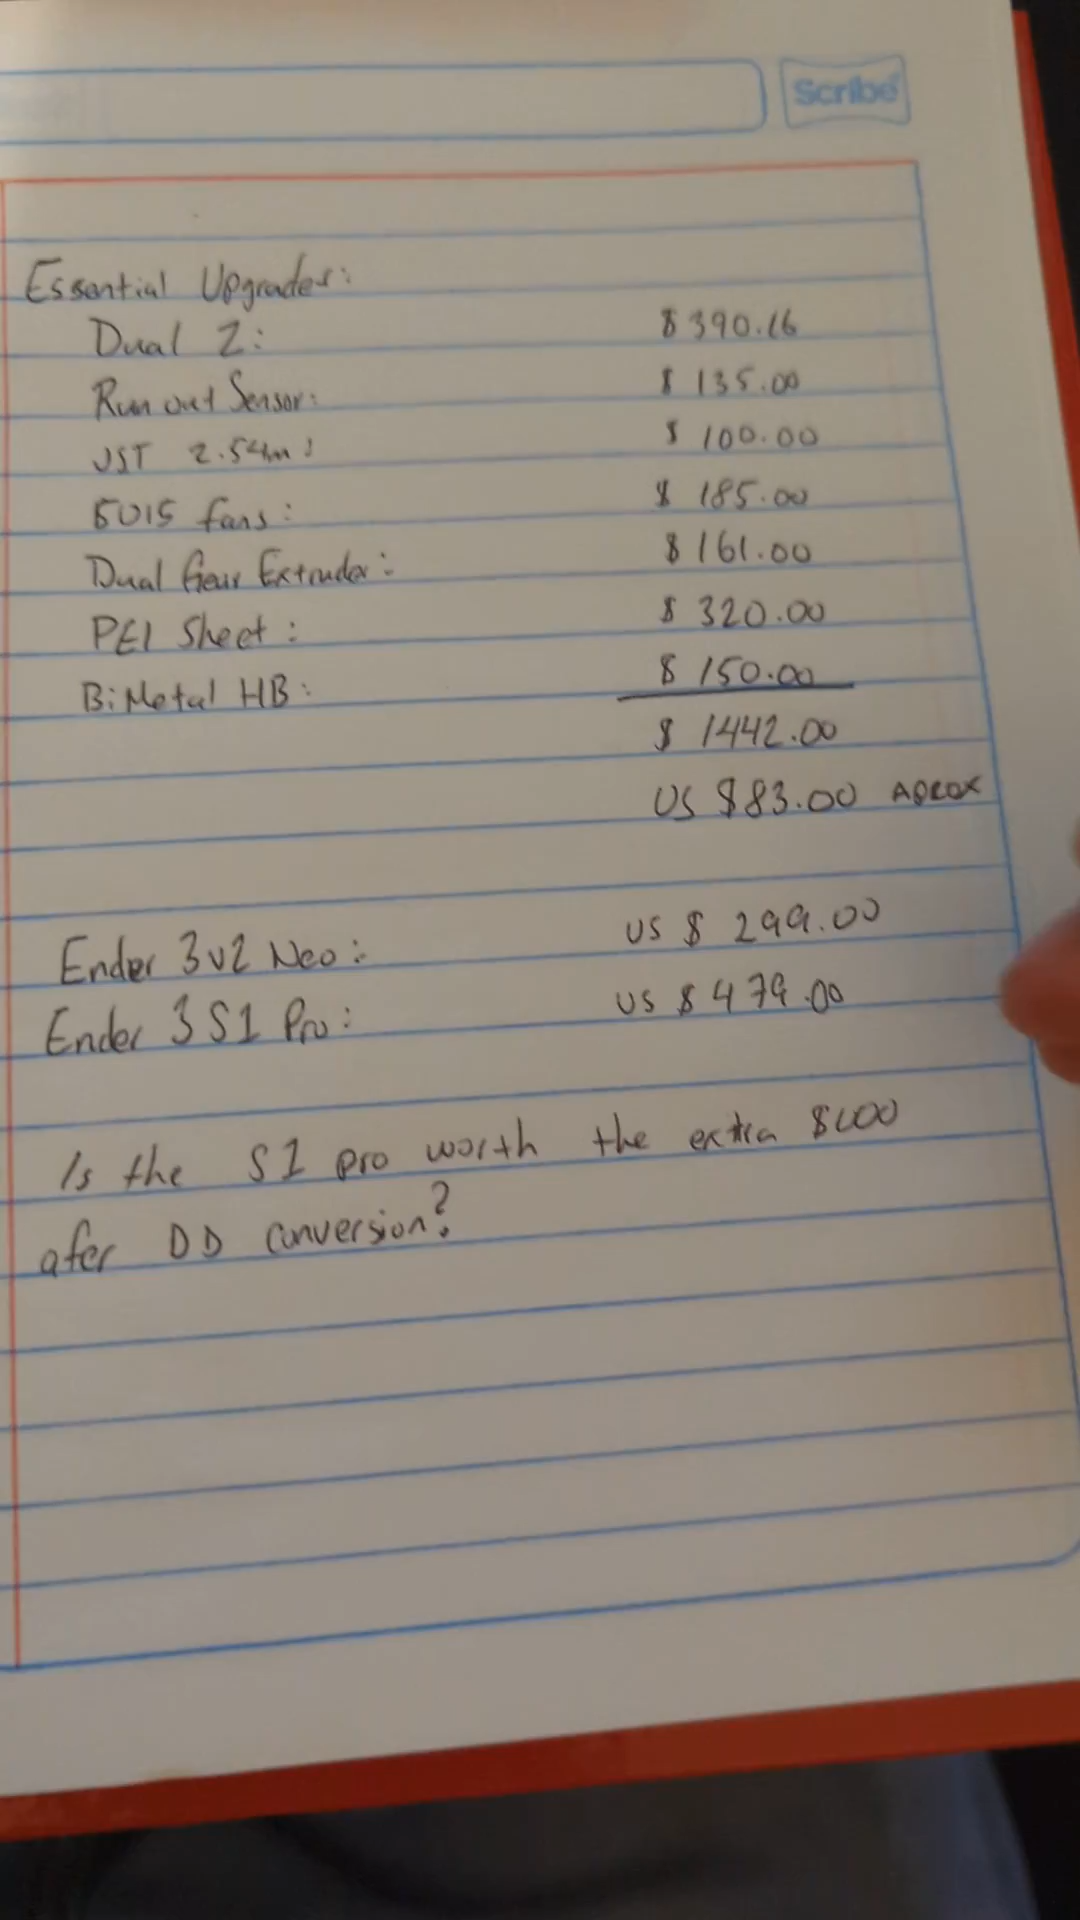 Scribe
Essential Upgrades:
Dual Z: $390.16
Run out Sensor: $135.00
JST 2.54m: $100.00
5015 fans: $185.00
Dual Gear Extruder: $161.00
PEI Sheet: $320.00
BiMetal HB: $150.00
$1442.00
US $83.00 APROX
Ender 3v2 Neo: US $299.00
Ender 3 S1 Pro: US $479.00
Is the S1 pro worth the extra $100
afer DD conversion?